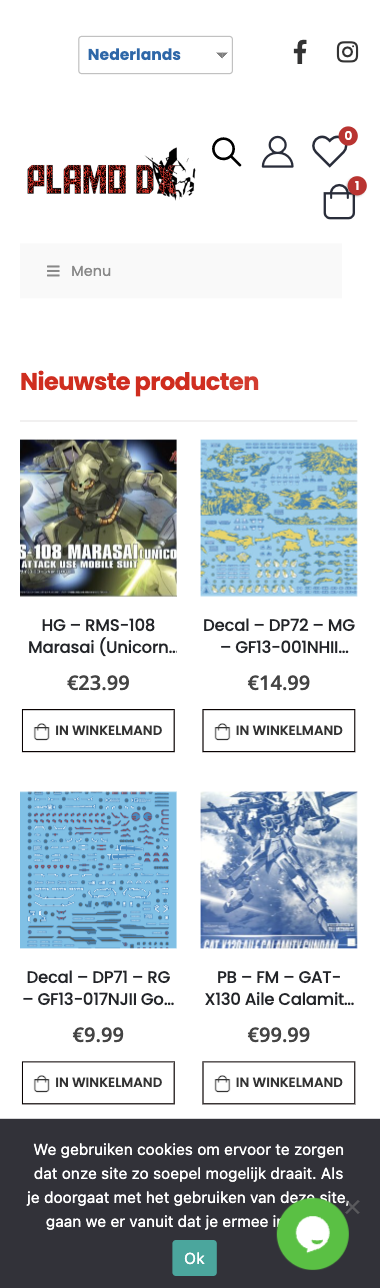 Nederlands
0
PLAMO DX
1
Menu
Nieuwste producten
S-108 MARASAI (UNICO
ATTACK USE MOBILE SUIT
HG – RMS-108
Marasai (Unicorn...
€23.99
IN WINKELMAND
Decal – DP72 – MG
– GF13-001NHII...
€14.99
IN WINKELMAND
Decal – DP71 – RG
– GF13-017NJII Go...
€9.99
IN WINKELMAND
GAT-X130 AILE CALAMITY GUNDAM
PB – FM – GAT-
X130 Aile Calamit...
€99.99
IN WINKELMAND
We gebruiken cookies om ervoor te zorgen
dat onze site zo soepel mogelijk draait. Als
je doorgaat met het gebruiken van deze site,
gaan we er vanuit dat je ermee
Ok